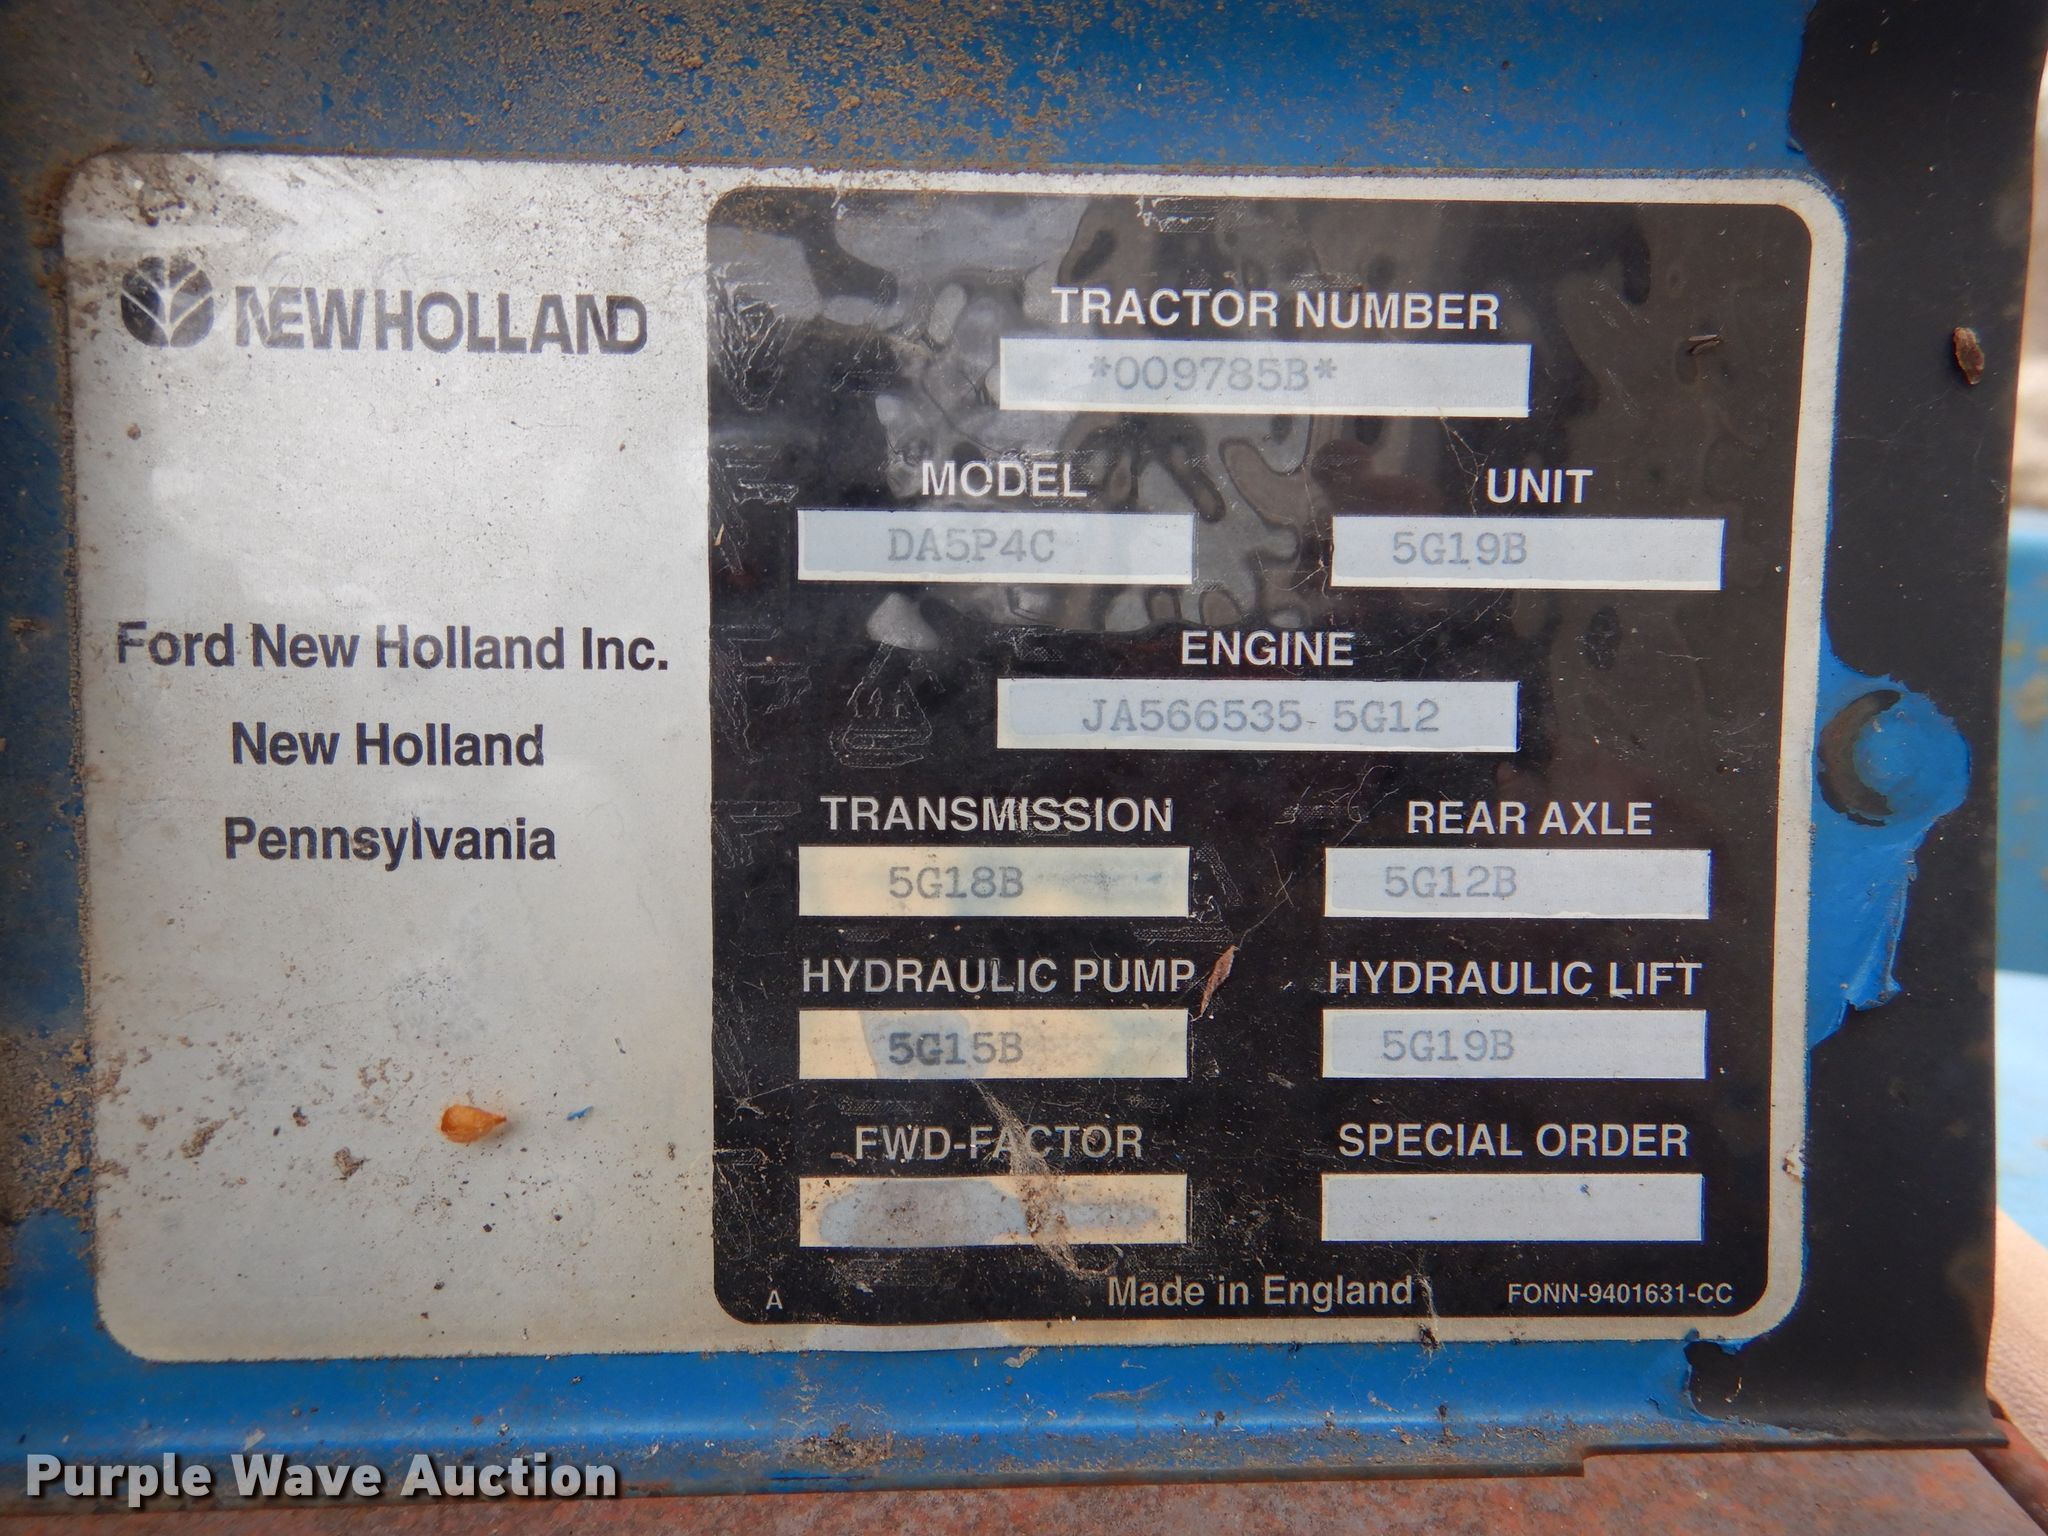 NEW HOLLAND
Ford New Holland Inc.
New Holland
Pennsylvania
TRACTOR NUMBER
*009785B*
MODEL
DA5P4C
UNIT
5G19B
ENGINE
JA566535 5G12
TRANSMISSION
5G18B
REAR AXLE
5G12B
HYDRAULIC PUMP
5G15B
HYDRAULIC LIFT
5G19B
FWD-FACTOR
SPECIAL ORDER
A
Made in England
FONN-9401631-CC
Purple Wave Auction